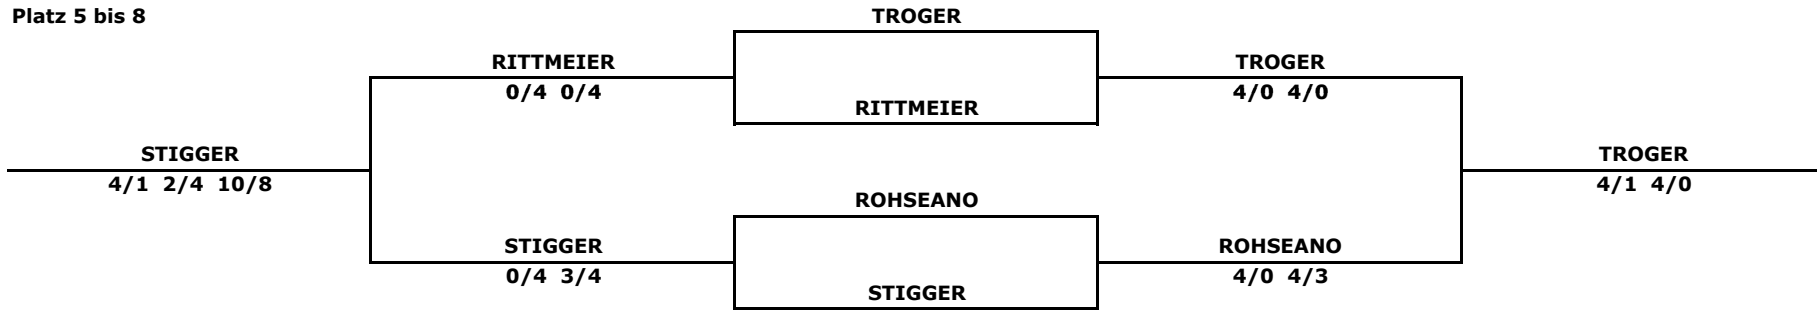 Platz 5 bis 8
TROGER
RITTMEIER
0/4 0/4
TROGER
4/0 4/0
RITTMEIER
STIGGER
4/1 2/4 10/8
TROGER
4/1 4/0
ROHSEANO
STIGGER
0/4 3/4
ROHSEANO
4/0 4/3
STIGGER